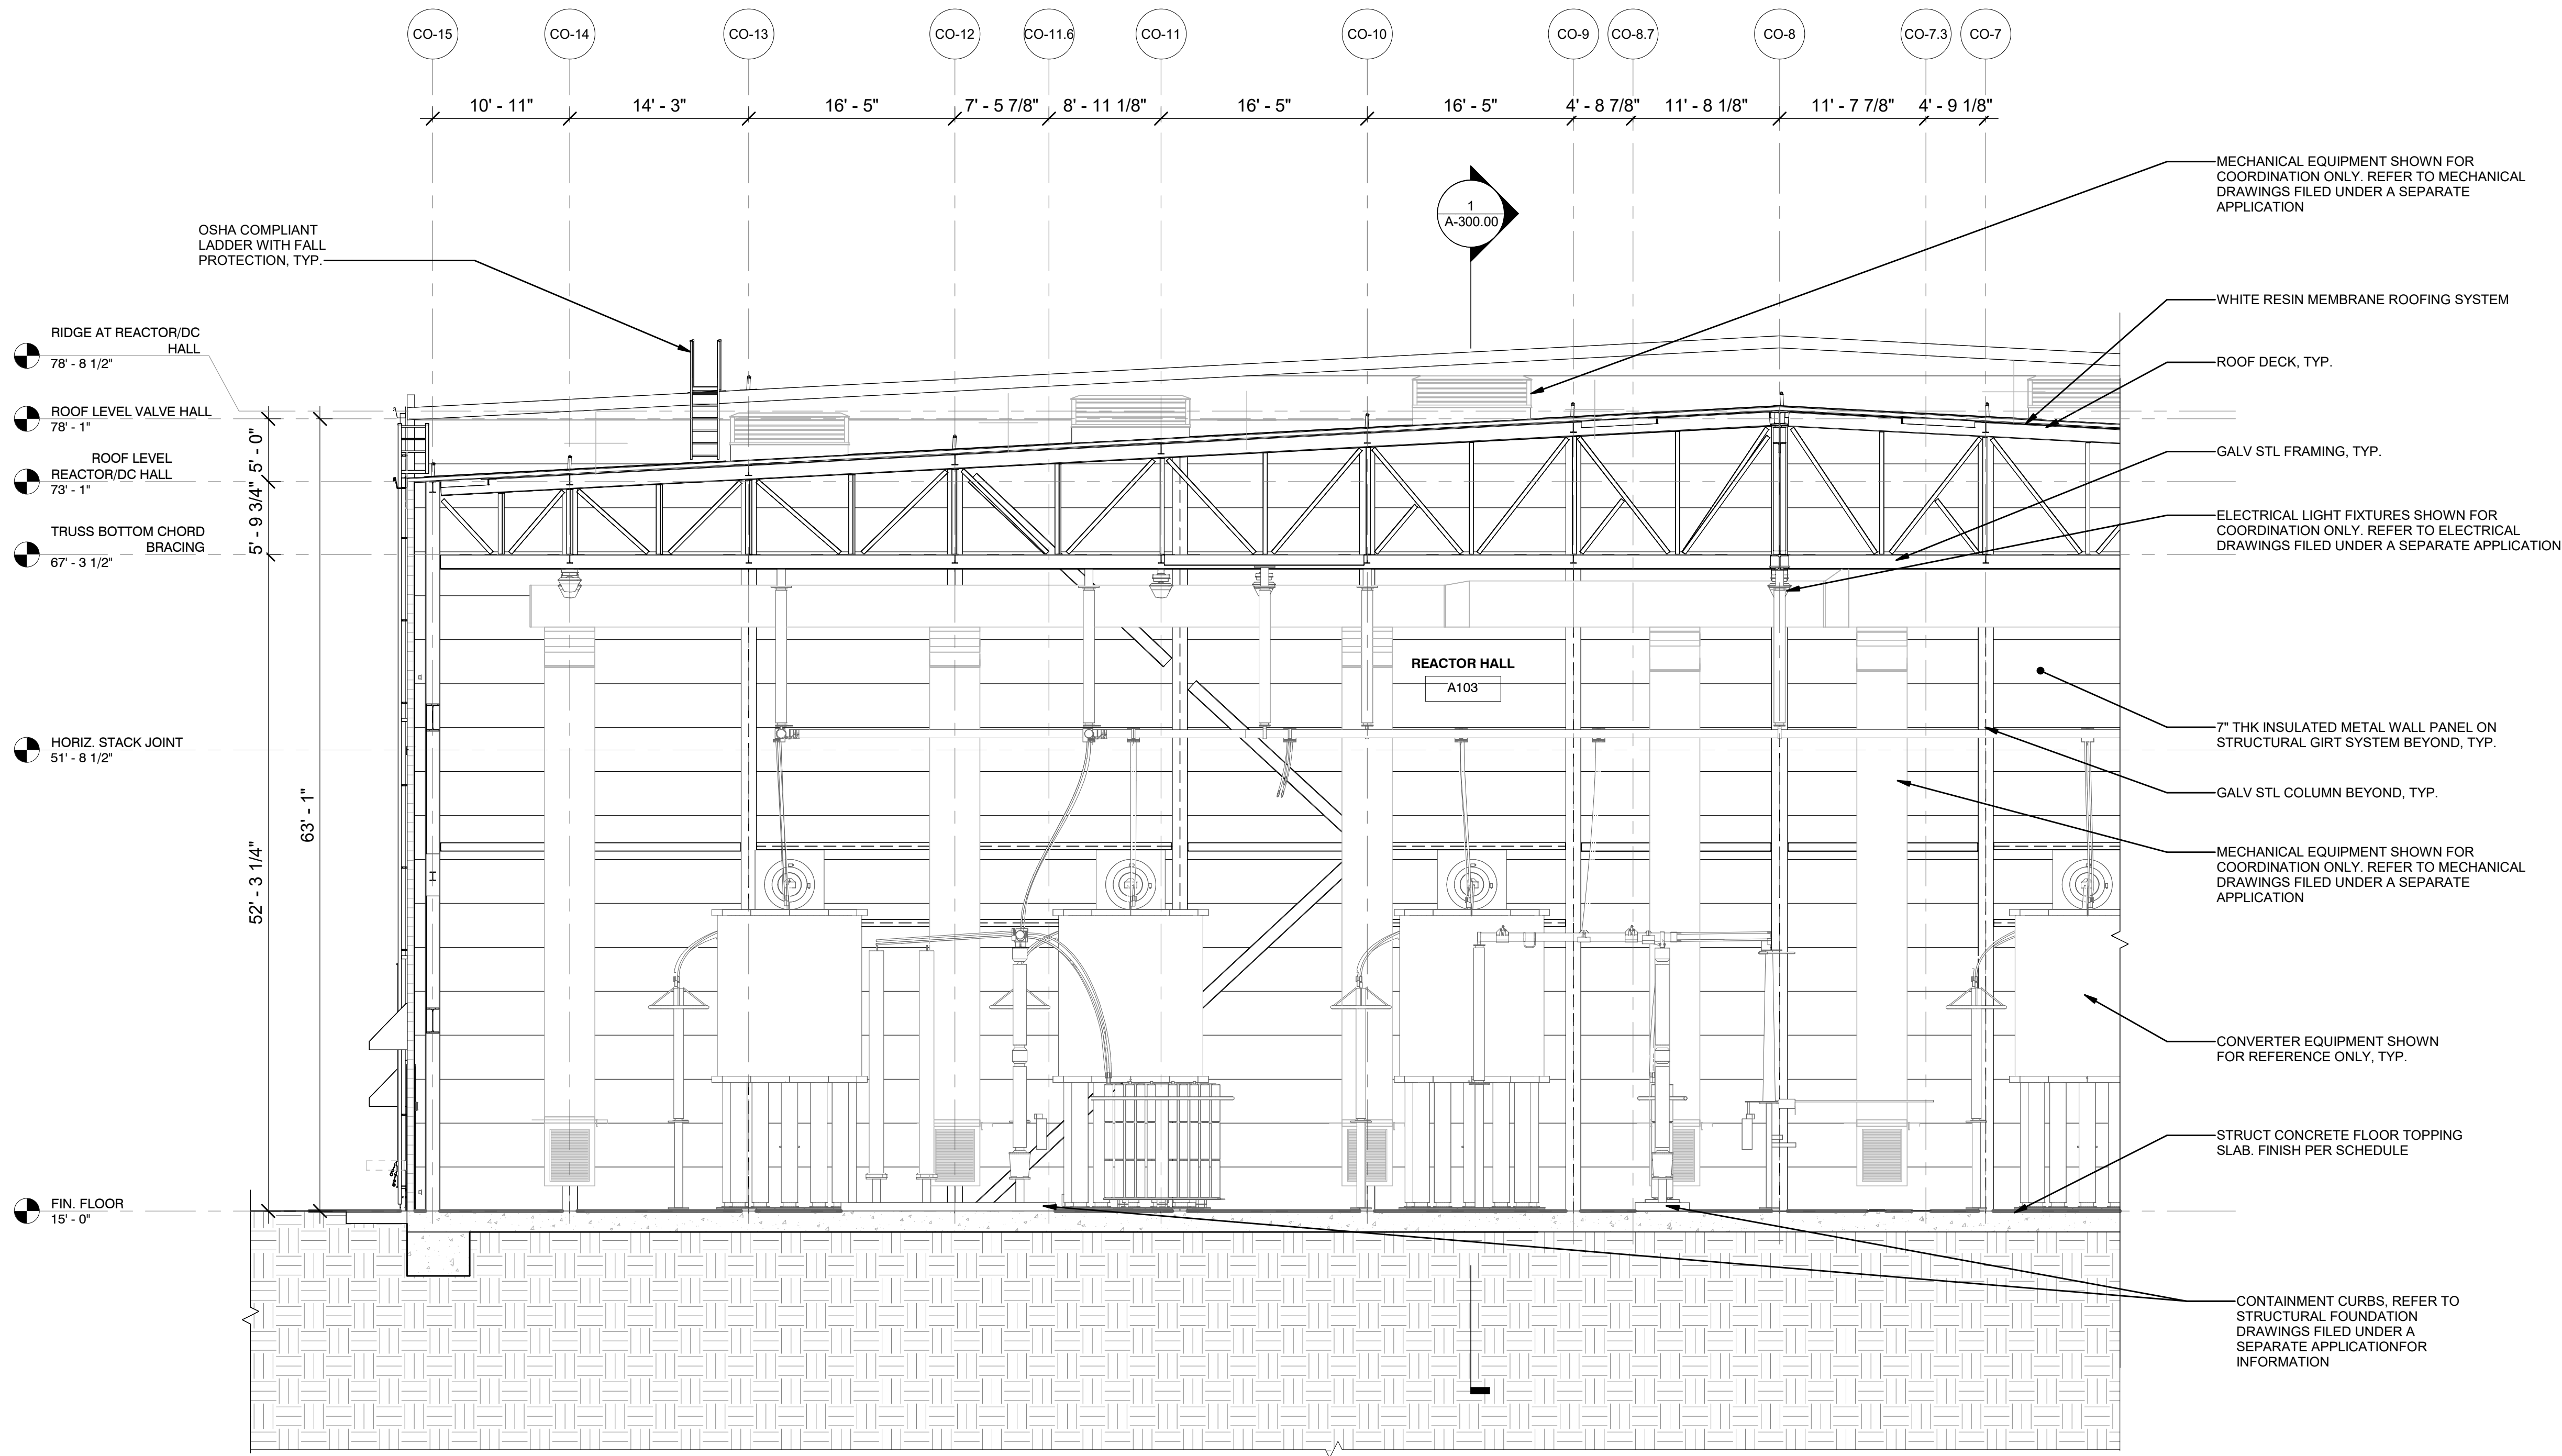 CO-15
CO-14
CO-13
CO-12
CO-11.6
CO-11
CO-10
CO-9
CO-8.7
CO-8
CO-7.3
CO-7
10' - 11"
14' - 3"
16' - 5"
7' - 5 7/8"
8' - 11 1/8"
16' - 5"
16' - 5"
4' - 8 7/8"
11' - 8 1/8"
11' - 7 7/8"
4' - 9 1/8"
1
A-300.00
OSHA COMPLIANT
LADDER WITH FALL
PROTECTION, TYP.
RIDGE AT REACTOR/DC
HALL
78' - 8 1/2"
ROOF LEVEL VALVE HALL
78' - 1"
ROOF LEVEL
REACTOR/DC HALL
73' - 1"
TRUSS BOTTOM CHORD
BRACING
67' - 3 1/2"
HORIZ. STACK JOINT
51' - 8 1/2"
FIN. FLOOR
15' - 0"
5' - 0"
5' - 9 3/4"
52' - 3 1/4"
63' - 1"
REACTOR HALL
A103
MECHANICAL EQUIPMENT SHOWN FOR
COORDINATION ONLY. REFER TO MECHANICAL
DRAWINGS FILED UNDER A SEPARATE
APPLICATION
WHITE RESIN MEMBRANE ROOFING SYSTEM
ROOF DECK, TYP.
GALV STL FRAMING, TYP.
ELECTRICAL LIGHT FIXTURES SHOWN FOR
COORDINATION ONLY. REFER TO ELECTRICAL
DRAWINGS FILED UNDER A SEPARATE APPLICATION
7" THK INSULATED METAL WALL PANEL ON
STRUCTURAL GIRT SYSTEM BEYOND, TYP.
GALV STL COLUMN BEYOND, TYP.
MECHANICAL EQUIPMENT SHOWN FOR
COORDINATION ONLY. REFER TO MECHANICAL
DRAWINGS FILED UNDER A SEPARATE
APPLICATION
CONVERTER EQUIPMENT SHOWN
FOR REFERENCE ONLY, TYP.
STRUCT CONCRETE FLOOR TOPPING
SLAB. FINISH PER SCHEDULE
CONTAINMENT CURBS, REFER TO
STRUCTURAL FOUNDATION
DRAWINGS FILED UNDER A
SEPARATE APPLICATIONFOR
INFORMATION